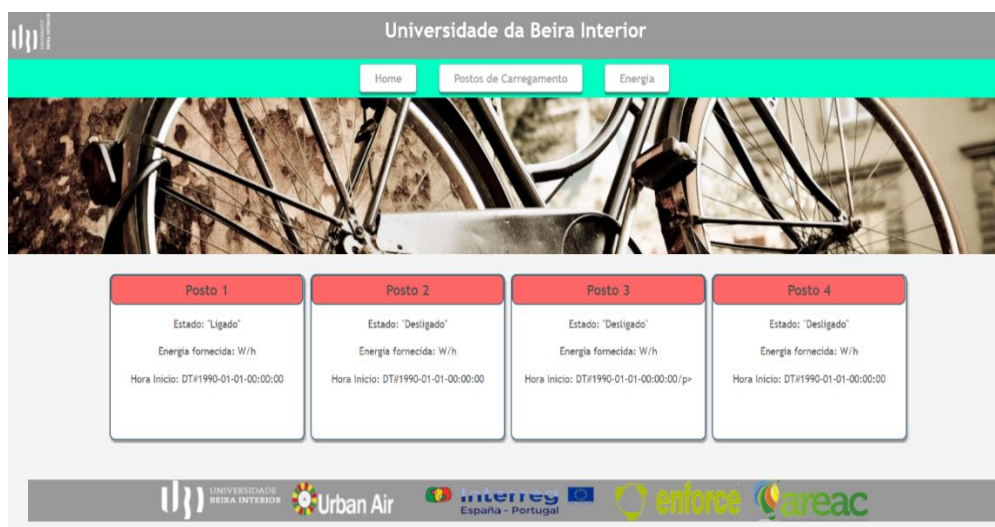 UNIVERSIDADE
BEIRA INTERIOR
Universidade da Beira Interior
Home
Postos de Carregamento
Energia
Posto 1
Estado: "Ligado"
Energia fornecida: W/h
Hora Inicio: DT#1990-01-01-00:00:00
Posto 2
Estado: "Desligado"
Energia fornecida: W/h
Hora Inicio: DT#1990-01-01-00:00:00
Posto 3
Estado: "Desligado"
Energia fornecida: W/h
Hora Inicio: DT#1990-01-01-00:00:00/p>
Posto 4
Estado: "Desligado"
Energia fornecida: W/h
Hora Inicio: DT#1990-01-01-00:00:00
UNIVERSIDADE
BEIRA INTERIOR
Urban Air
Interreg
España - Portugal
enforce
areac